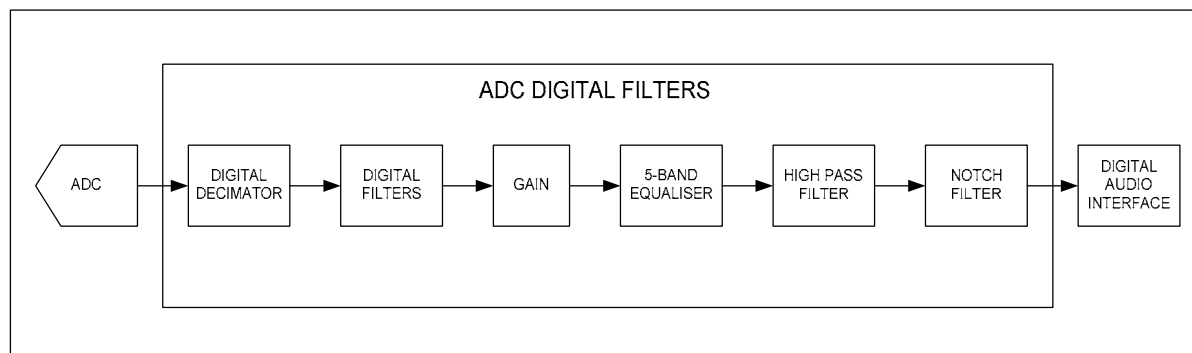 ADC DIGITAL FILTERS
ADC
DIGITAL
DECIMATOR
DIGITAL
FILTERS
GAIN
5-BAND
EQUALISER
HIGH PASS
FILTER
NOTCH
FILTER
DIGITAL
AUDIO
INTERFACE